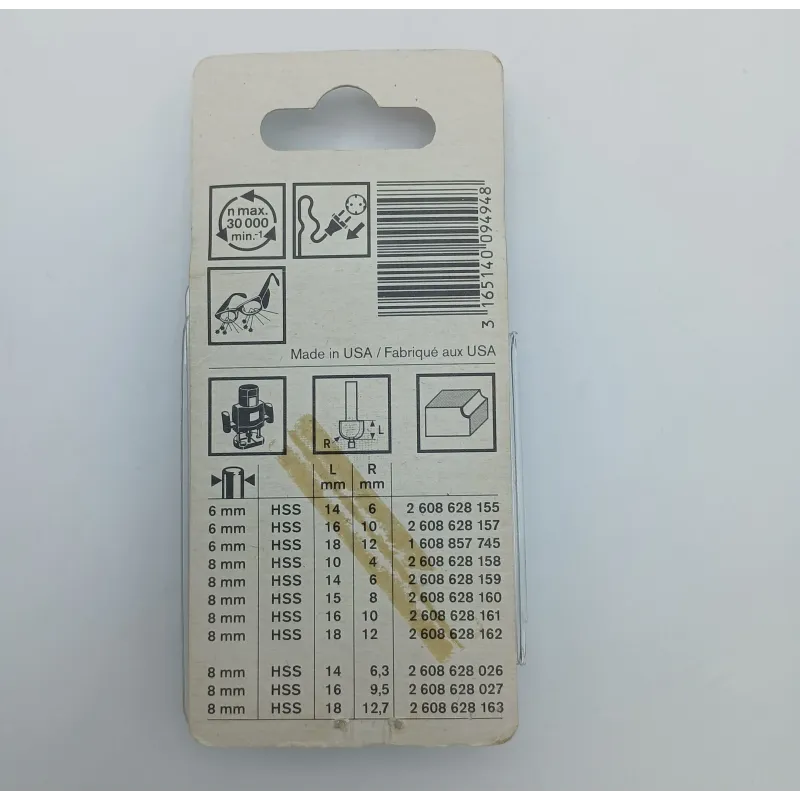 n max.
30 000
min.-1
3 165140 094948
Made in USA / Fabriqué aux USA
R L
L R
mm mm
6 mm HSS 14 6 2 608 628 155
6 mm HSS 16 10 2 608 628 157
6 mm HSS 18 12 1 608 857 745
8 mm HSS 10 4 2 608 628 158
8 mm HSS 14 6 2 608 628 159
8 mm HSS 15 8 2 608 628 160
8 mm HSS 16 10 2 608 628 161
8 mm HSS 18 12 2 608 628 162
8 mm HSS 14 6,3 2 608 628 026
8 mm HSS 16 9,5 2 608 628 027
8 mm HSS 18 12,7 2 608 628 163